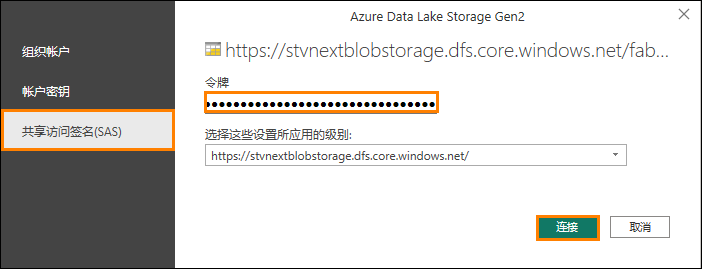 Azure Data Lake Storage Gen2
组织帐户
帐户密钥
共享访问签名(SAS)
https://stvnextblobstorage.dfs.core.windows.net/fab...
令牌
选择这些设置所应用的级别:
https://stvnextblobstorage.dfs.core.windows.net/
连接
取消